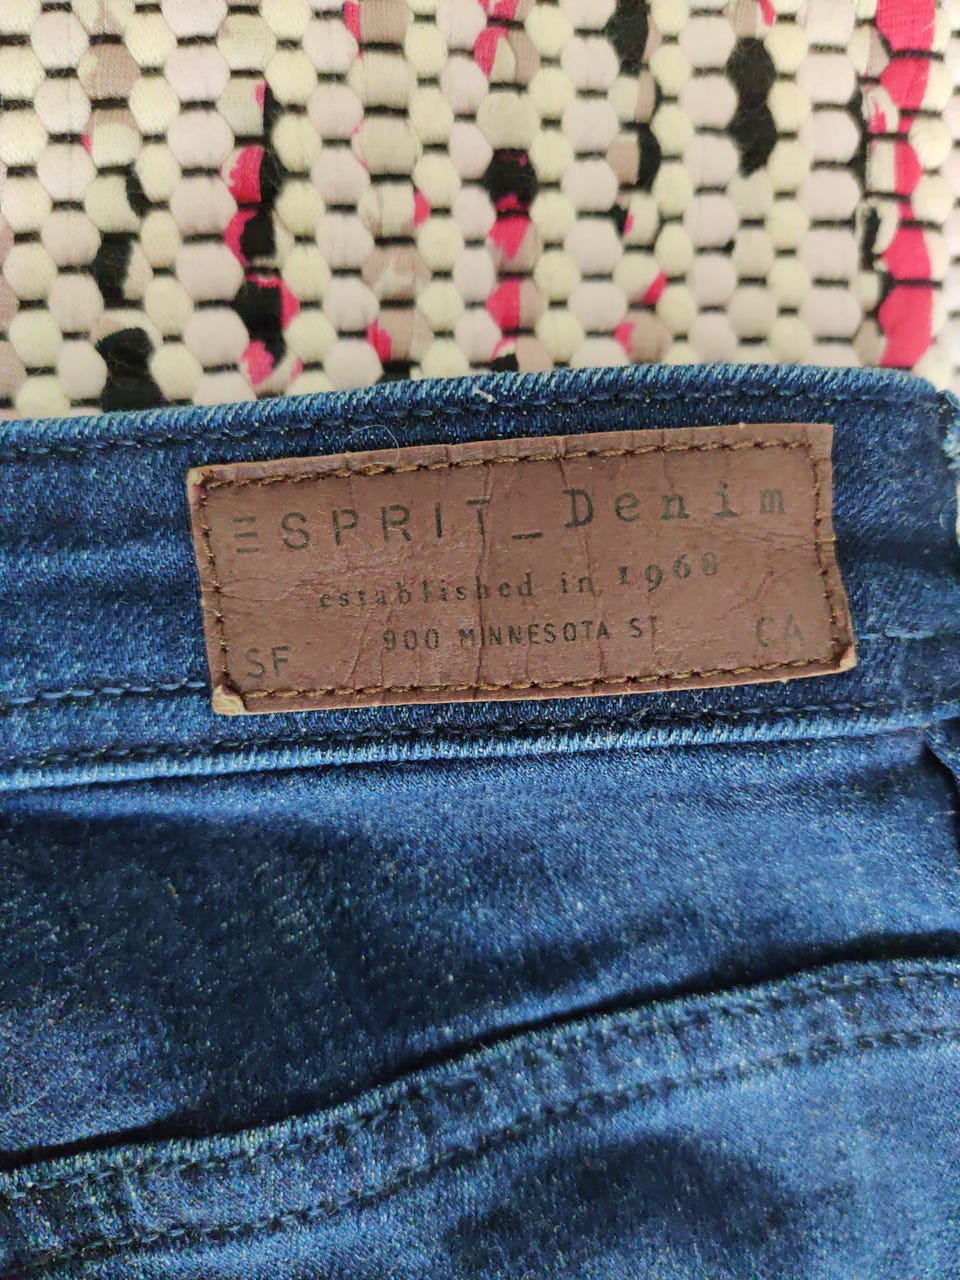 ESPRIT_Denim
established in 1968
900 MINNESOTA ST
SF CA